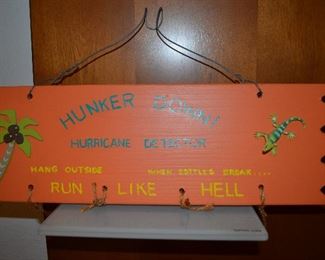 HUNKER DOWN
HURRICANE DETECTOR
HANG OUTSIDE WHEN BOTTLES BREAK....
RUN LIKE HELL